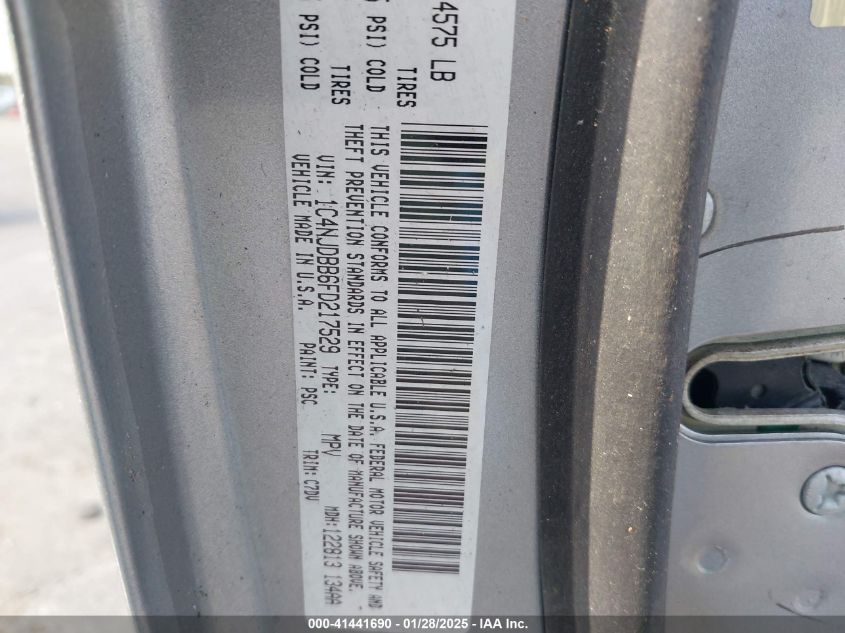 4575 LB
PSI) COLD TIRES
PSI) COLD TIRES
THIS VEHICLE CONFORMS TO ALL APPLICABLE U.S.A. FEDERAL MOTOR VEHICLE SAFETY AND
THEFT PREVENTION STANDARDS IN EFFECT ON THE DATE OF MANUFACTURE SHOWN ABOVE.
VIN: 1C4NJDBB6FD217529 TYPE: MPV MDH:122813 134AA
VEHICLE MADE IN U.S.A. PAINT: PSC TRIM: C7DV
000-41441690 - 01/28/2025 - IAA Inc.